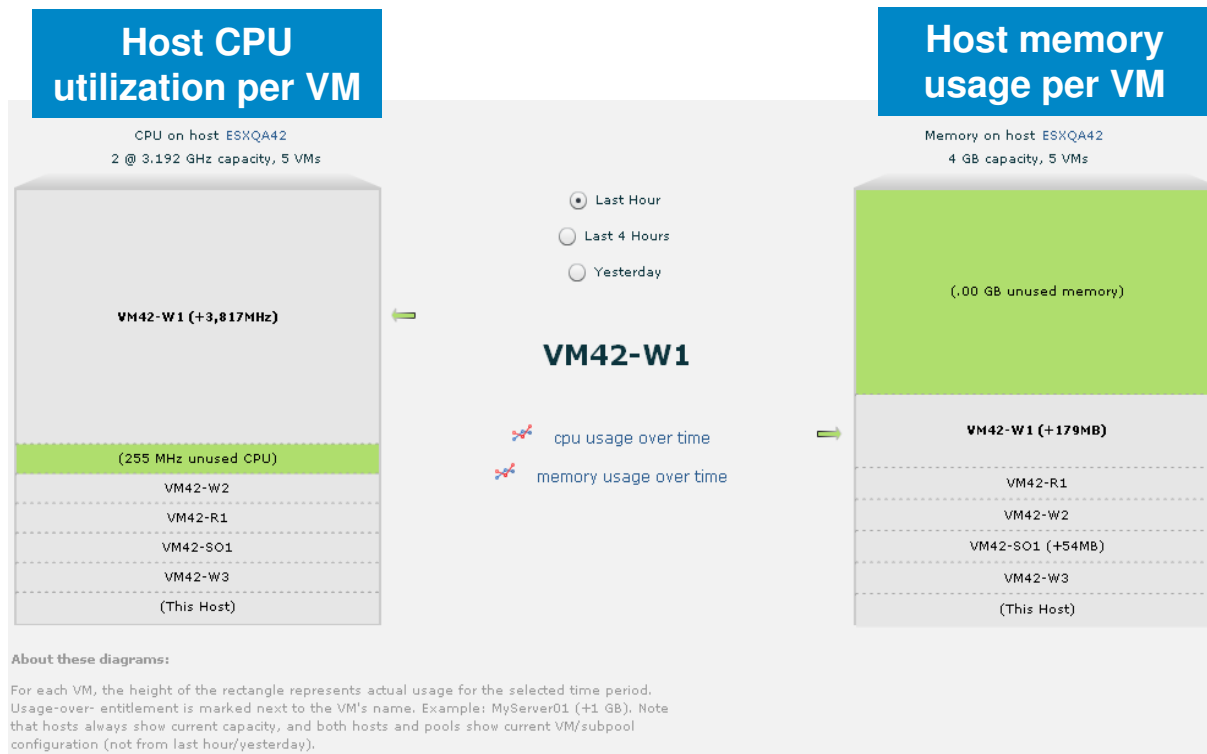 Host CPU
utilization per VM
Host memory
usage per VM
CPU on host ESXQA42
2 @ 3.192 GHz capacity, 5 VMs
Memory on host ESXQA42
4 GB capacity, 5 VMs
VM42-W1 (+3,817MHz)
(255 MHz unused CPU)
VM42-W2
VM42-R1
VM42-SO1
VM42-W3
(This Host)
Last Hour
Last 4 Hours
Yesterday
VM42-W1
cpu usage over time
memory usage over time
(.00 GB unused memory)
VM42-W1 (+179MB)
VM42-R1
VM42-W2
VM42-SO1 (+54MB)
VM42-W3
(This Host)
About these diagrams:
For each VM, the height of the rectangle represents actual usage for the selected time period.
Usage-over- entitlement is marked next to the VM's name. Example: MyServer01 (+1 GB). Note
that hosts always show current capacity, and both hosts and pools show current VM/subpool
configuration (not from last hour/yesterday).